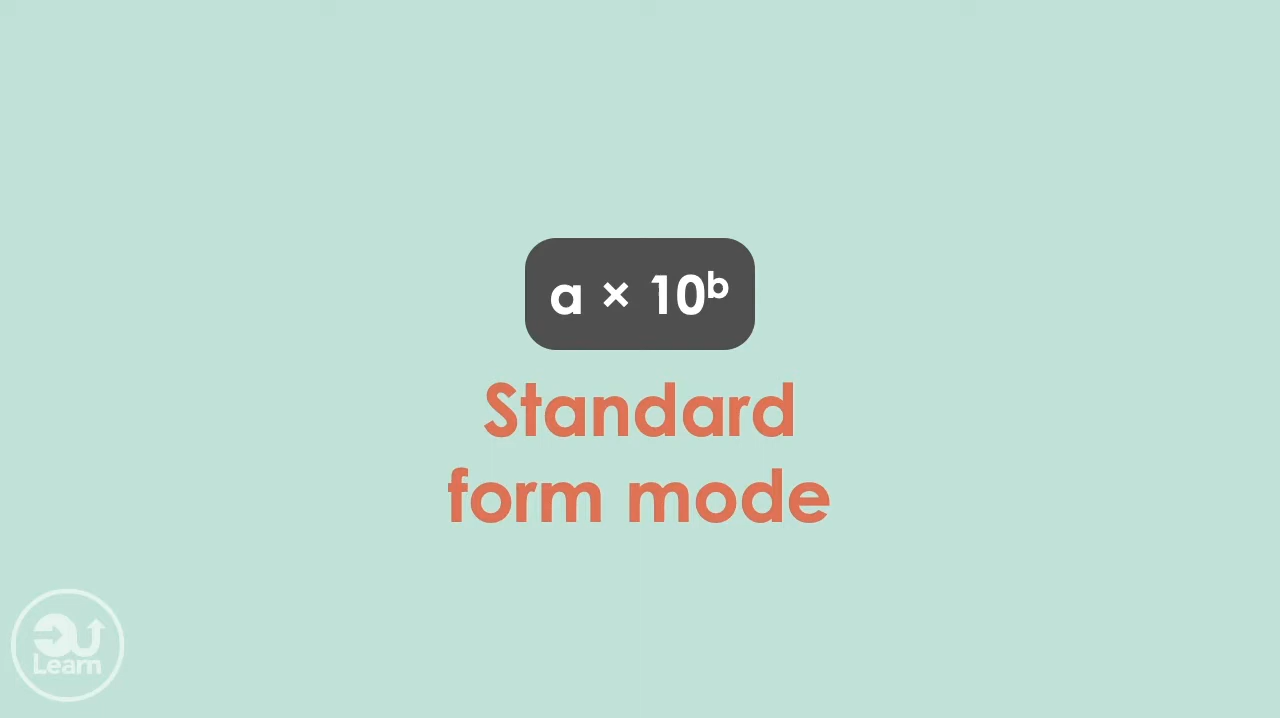 a × 10ᵇ
Standard
form mode
Learn